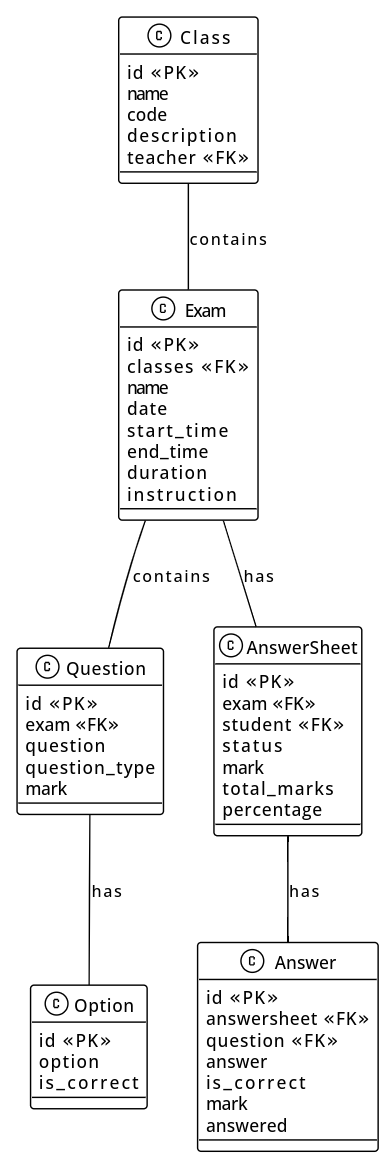 C Class
id «PK»
name
code
description
teacher «FK»
contains
C Exam
id «PK»
classes «FK»
name
date
start_time
end_time
duration
instruction
contains
has
C Question
id «PK»
exam «FK»
question
question_type
mark
C AnswerSheet
id «PK»
exam «FK»
student «FK»
status
mark
total_marks
percentage
has
has
C Option
id «PK»
option
is_correct
C Answer
id «PK»
answersheet «FK»
question «FK»
answer
is_correct
mark
answered